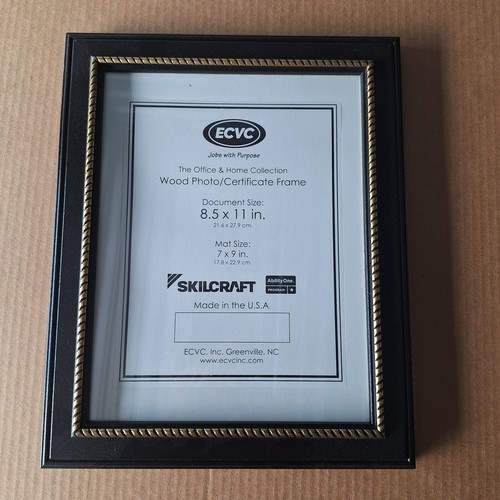 ECVC
Jobs with Purpose
The Office & Home Collection
Wood Photo/Certificate Frame
Document Size:
8.5 x 11 in.
21.6 x 27.9 cm
Mat Size:
7 x 9 in.
17.8 x 22.9 cm
SKILCRAFT
AbilityOne
PROGRAM
Made in the U.S.A
ECVC, Inc. Greenville, NC
www.ecvcinc.com